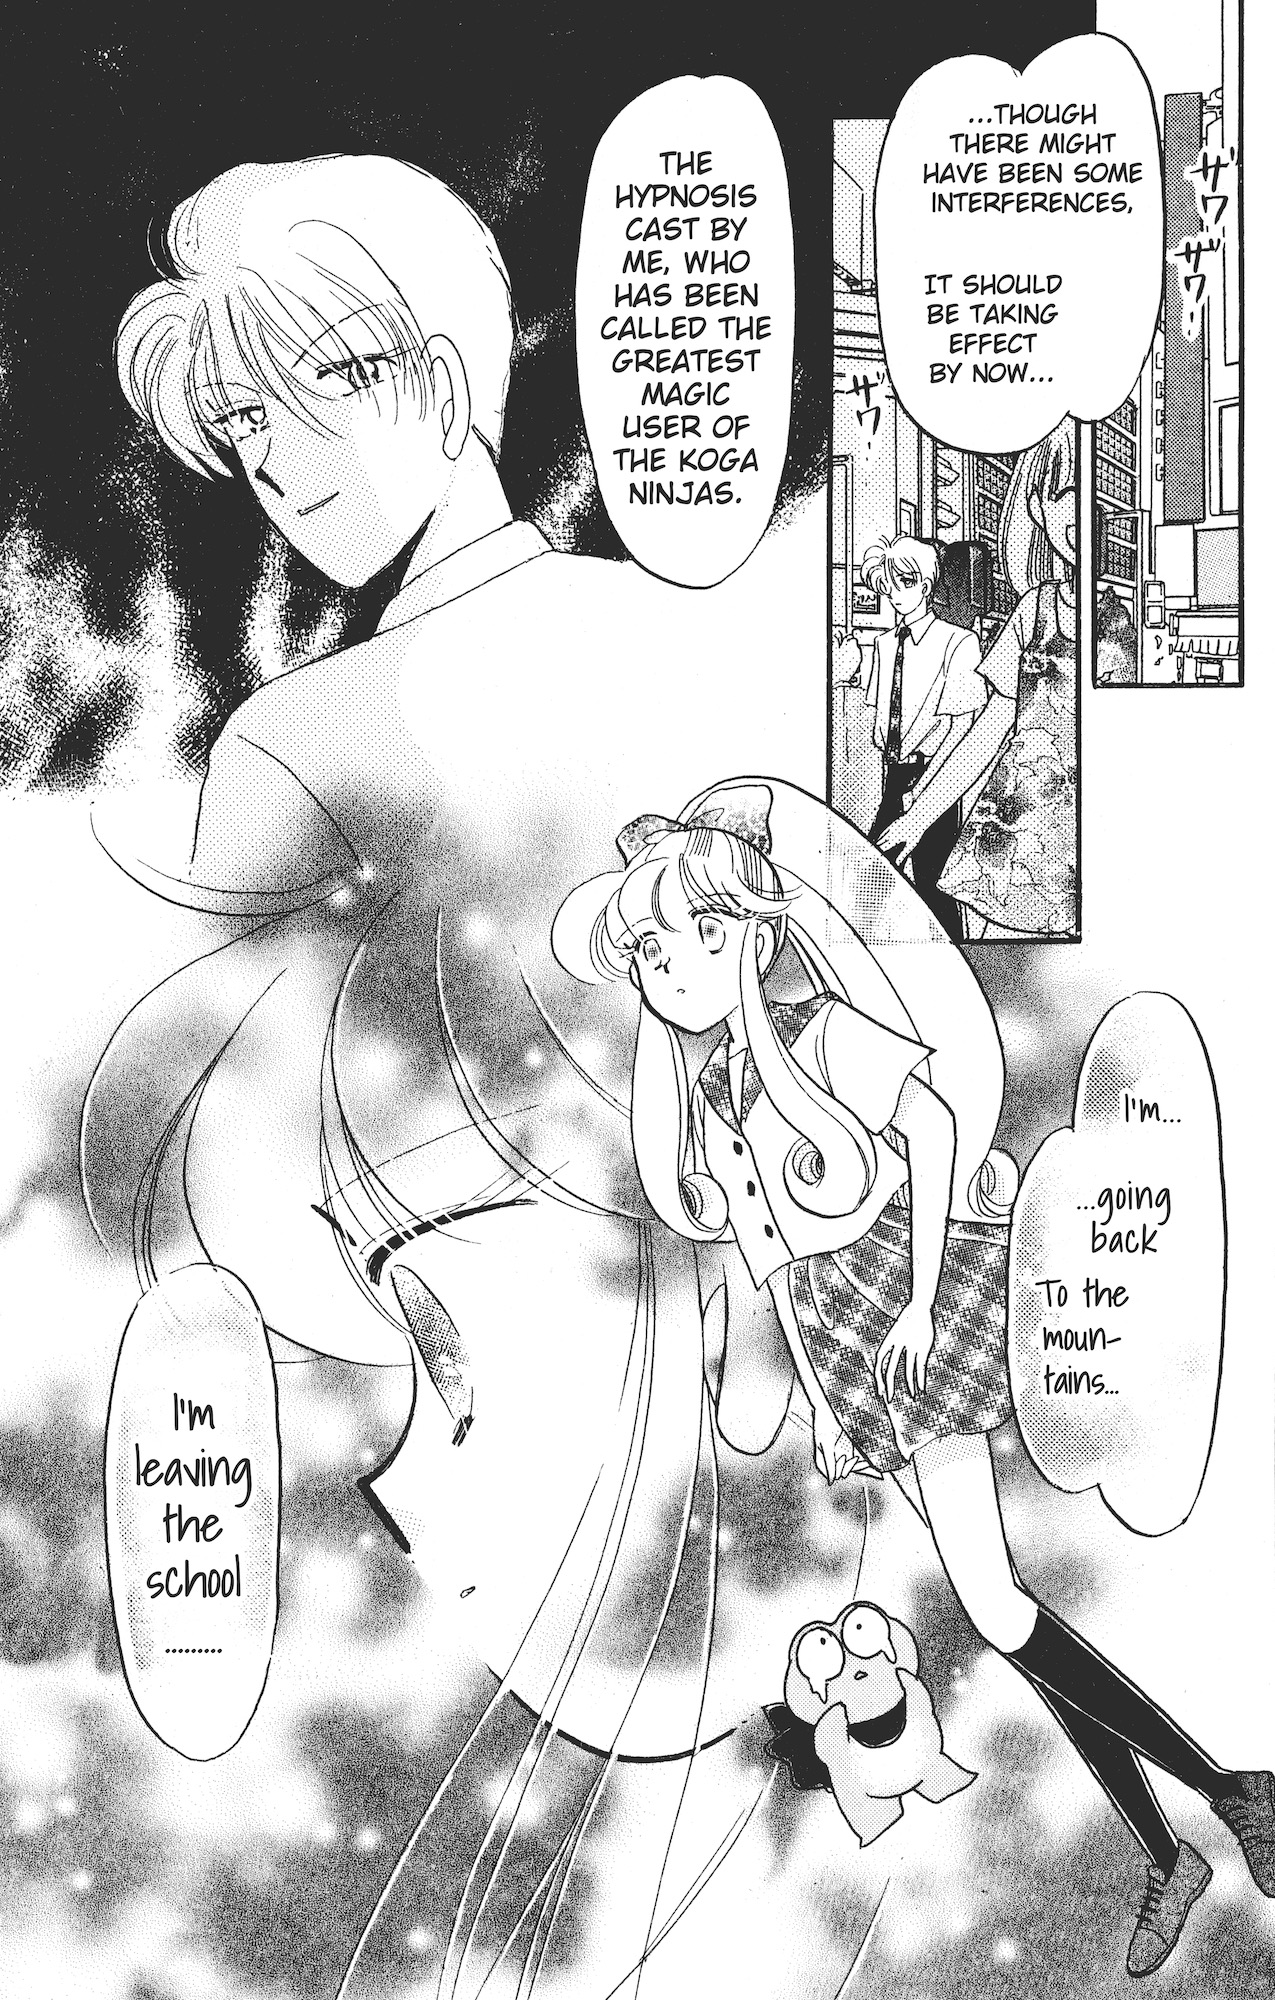 ...THOUGH
THERE MIGHT
HAVE BEEN SOME
INTERFERENCES,
IT SHOULD
BE TAKING
EFFECT
BY NOW...
ザワ
ザワ
ザワ
THE
HYPNOSIS
CAST BY
ME, WHO
HAS BEEN
CALLED THE
GREATEST
MAGIC
USER OF
THE KOGA
NINJAS.
I'm...
...going
back
To the
moun-
tains...
I'm
leaving
the
school
..........